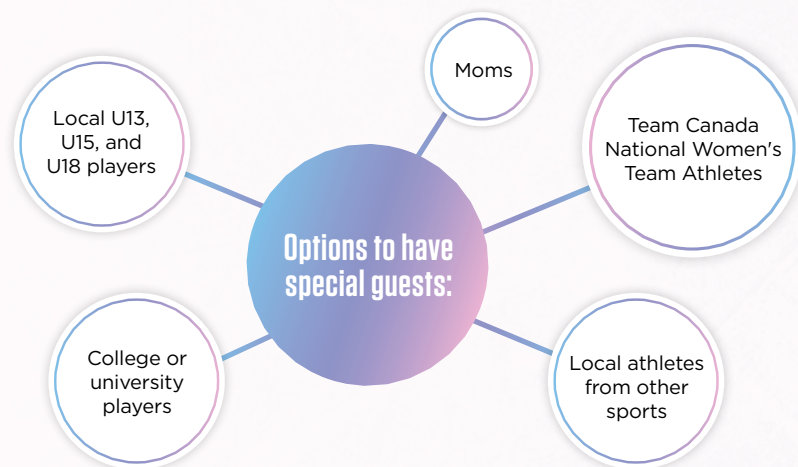 Moms
Local U13,
U15, and
U18 players
Team Canada
National Women's
Team Athletes
Options to have
special guests:
College or
university
players
Local athletes
from other
sports